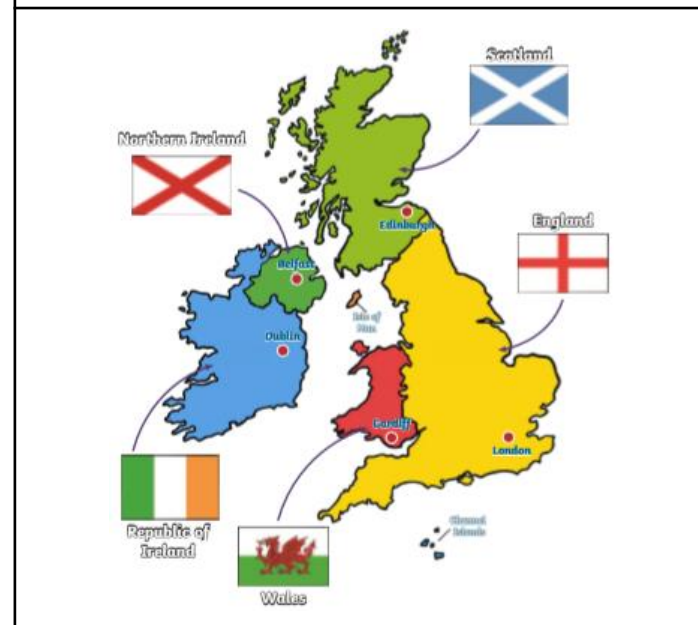 Scotland
Northern Ireland
England
Edinburgh
Belfast
Isle of
Man
Dublin
Cardiff
London
Republic of
Ireland
Channel
Islands
Wales